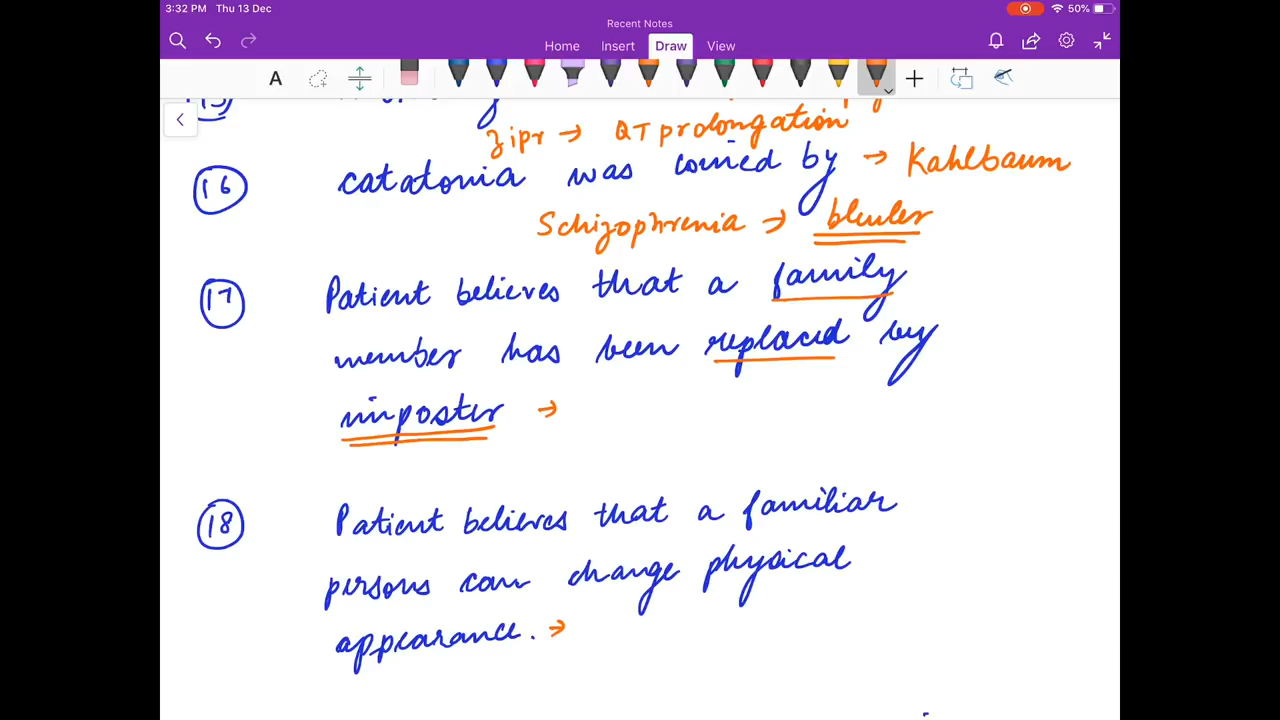 3:32 PM Thu 13 Dec
50%
Recent Notes
Home Insert Draw View
A
15
zipr → QT prolongation
16 catatonia was coined by → Kahlbaum
Schizophrenia → bleuler
17 Patient believes that a family
member has been replaced by
imposter →
18 Patient believes that a familiar
persons can change physical
appearance. →